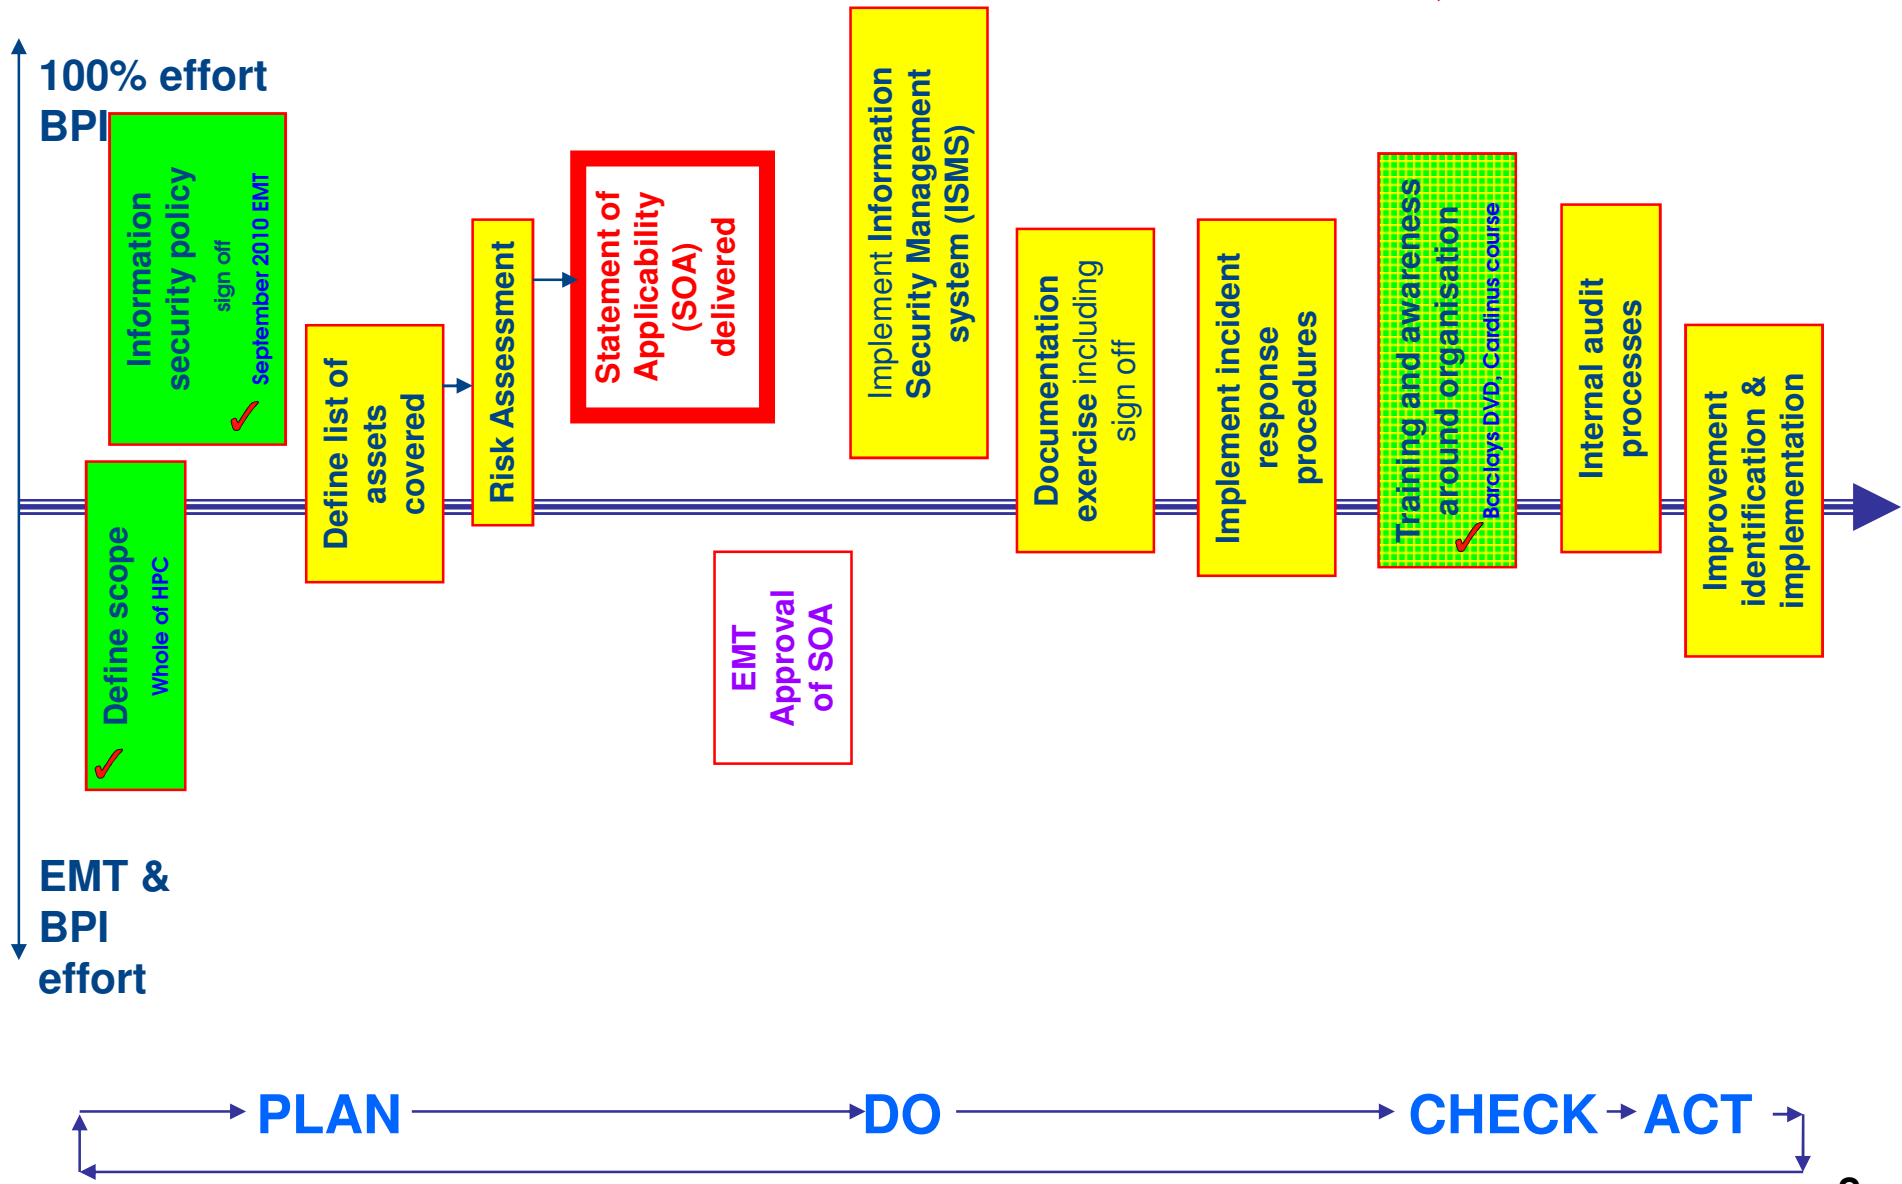 100% effort
BPI
Information
security policy
sign off
September 2010 EMT
Define scope
Whole of HPC
Define list of
assets
covered
Risk Assessment
Statement of
Applicability
(SOA)
delivered
EMT
Approval
of SOA
Implement Information
Security Management
system (ISMS)
Documentation
exercise including
sign off
Implement incident
response
procedures
Training and awareness
around organisation
Barclays DVD, Cardinus course
Internal audit
processes
Improvement
identification &
implementation
EMT &
BPI
effort
PLAN
DO
CHECK
ACT